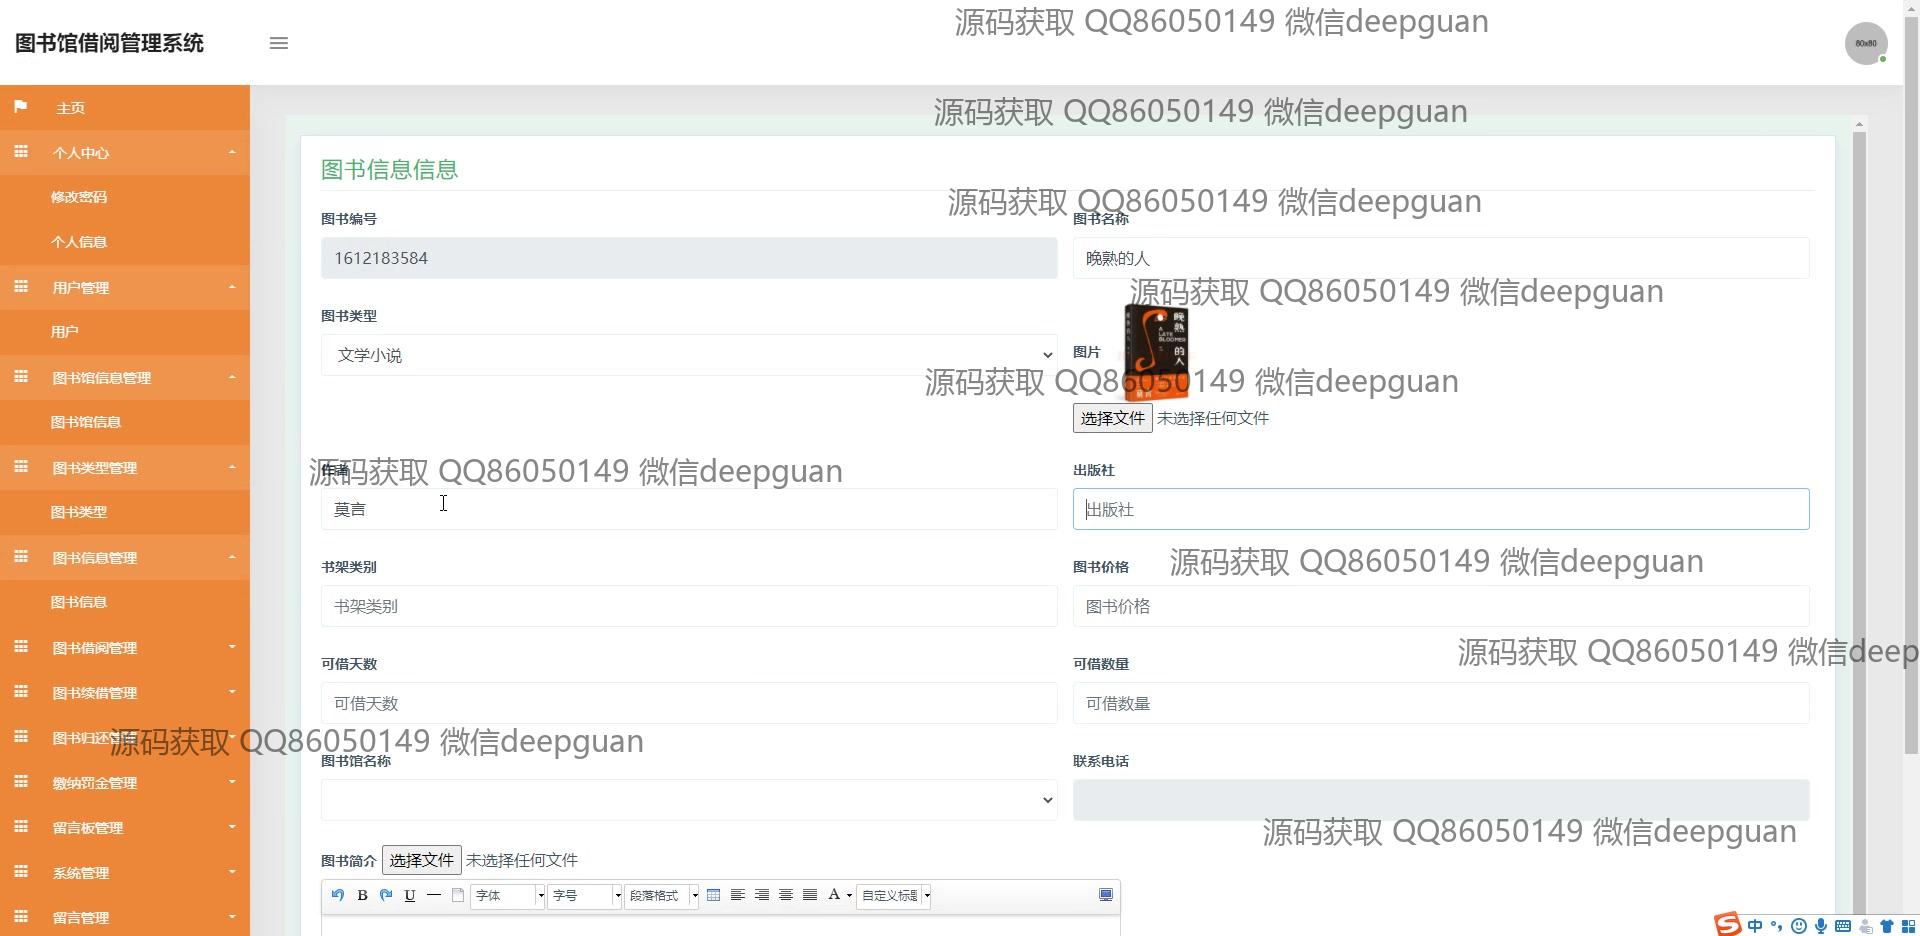 源码获取 QQ86050149 微信deepguan
图书馆借阅管理系统
80x80
主页
源码获取 QQ86050149 微信deepguan
个人中心
图书信息信息
修改密码
源码获取 QQ86050149 微信deepguan
图书编号
图书名称
个人信息
1612183584
晚熟的人
用户管理
源码获取 QQ86050149 微信deepguan
图书类型
晚熟的人
A LATE BLOOMER
用户
文学小说
图片
图书馆信息管理
源码获取 QQ86050149 微信deepguan
选择文件 未选择任何文件
图书馆信息
图书类型管理
作者
源码获取 QQ86050149 微信deepguan
出版社
莫言
出版社
图书类型
图书信息管理
书架类别
图书价格
源码获取 QQ86050149 微信deepguan
图书信息
书架类别
图书价格
图书借阅管理
源码获取 QQ86050149 微信deep
可借天数
可借数量
图书续借管理
可借天数
可借数量
图书归还
源码获取 QQ86050149 微信deepguan
图书馆名称
联系电话
缴纳罚金管理
留言板管理
源码获取 QQ86050149 微信deepguan
图书简介 选择文件 未选择任何文件
系统管理
B U 字体 字号 段落格式 A 自定义标题
留言管理
中